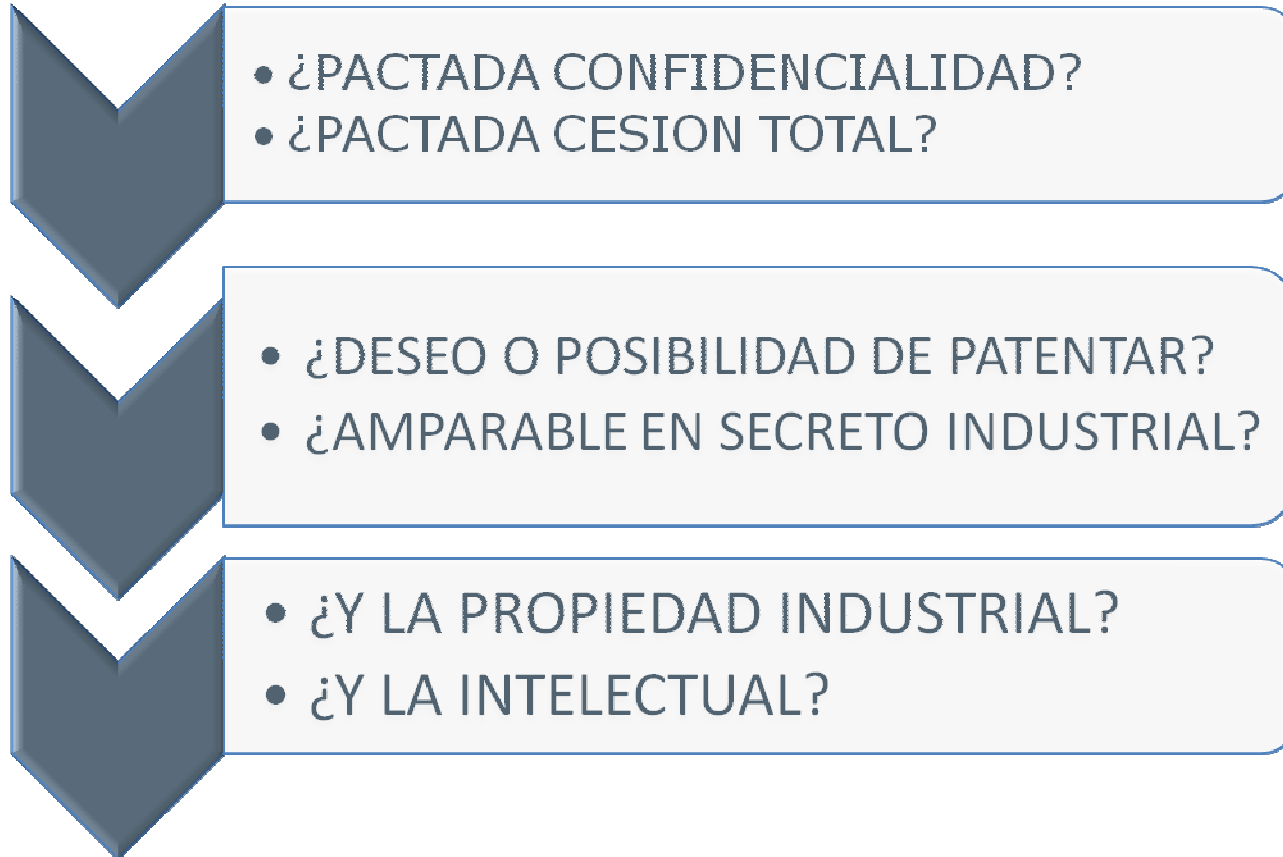 • ¿PACTADA CONFIDENCIALIDAD?
• ¿PACTADA CESION TOTAL?
• ¿DESEO O POSIBILIDAD DE PATENTAR?
• ¿AMPARABLE EN SECRETO INDUSTRIAL?
• ¿Y LA PROPIEDAD INDUSTRIAL?
• ¿Y LA INTELECTUAL?